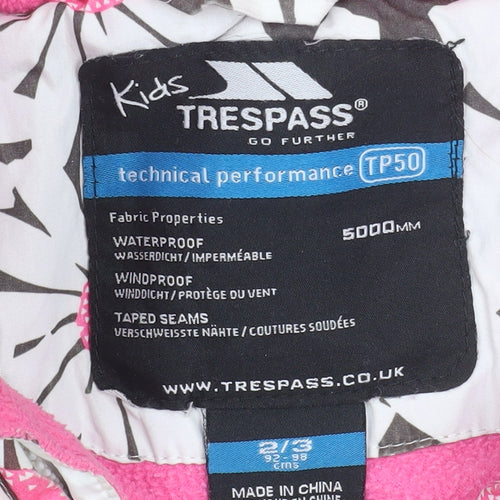 Kids
TRESPASS®
GO FURTHER
technical performance TP50
Fabric Properties
WATERPROOF 5000MM
WASSERDICHT / IMPERMÉABLE
WINDPROOF
WINDDICHT / PROTÈGE DU VENT
TAPED SEAMS
VERSCHWEISSTE NÄHTE / COUTURES SOUDÉES
WWW.TRESPASS.CO.UK
2/3
92-98
cms
MADE IN CHINA